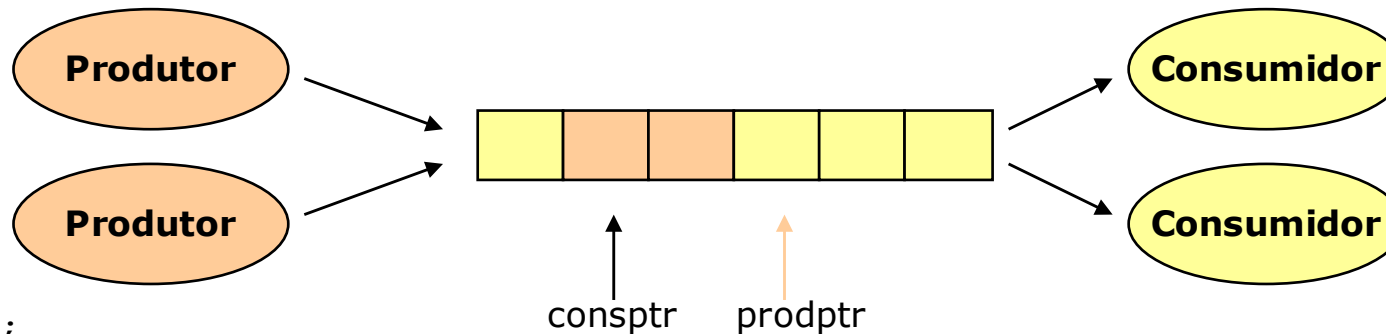 Produtor
Consumidor
Produtor
Consumidor
consptr
prodptr
;